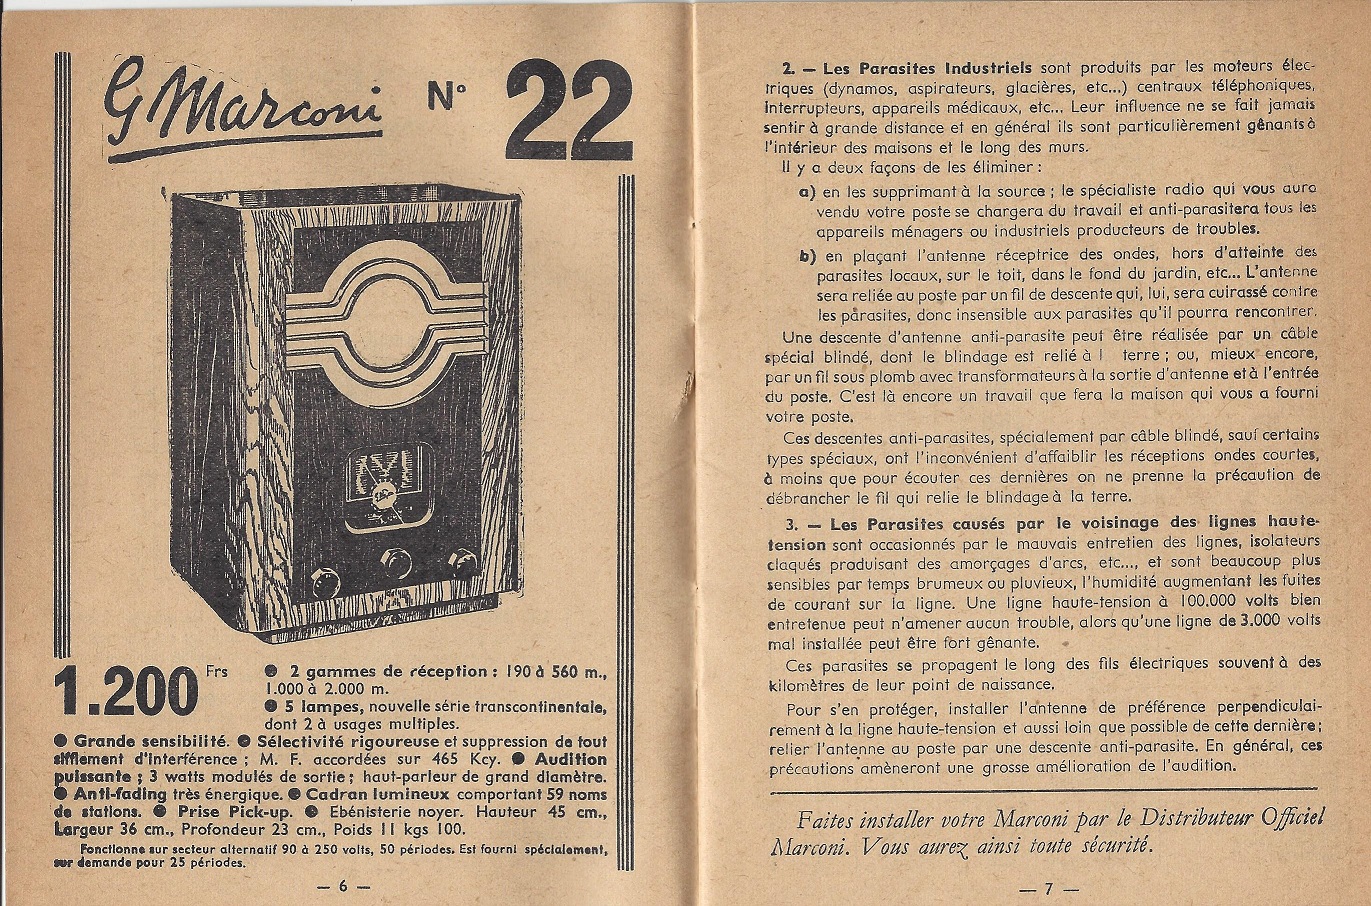 G Marconi N° 22
1.200 Frs
● 2 gammes de réception : 190 à 560 m.,
1.000 à 2.000 m.
● 5 lampes, nouvelle série transcontinentale,
dont 2 à usages multiples.
● Grande sensibilité. ● Sélectivité rigoureuse et suppression de tout
sifflement d'interférence ; M. F. accordées sur 465 Kcy. ● Audition
puissante ; 3 watts modulés de sortie ; haut-parleur de grand diamètre.
● Anti-fading très énergique. ● Cadran lumineux comportant 59 noms
de stations. ● Prise Pick-up. ● Ebénisterie noyer. Hauteur 45 cm.,
Largeur 36 cm., Profondeur 23 cm., Poids 11 kgs 100.
Fonctionne sur secteur alternatif 90 à 250 volts, 50 périodes. Est fourni spécialement,
sur demande pour 25 périodes.
— 6 —
2. — Les Parasites Industriels sont produits par les moteurs élec-
triques (dynamos, aspirateurs, glacières, etc...) centraux téléphoniques,
interrupteurs, appareils médicaux, etc... Leur influence ne se fait jamais
sentir à grande distance et en général ils sont particulièrement gênants à
l'intérieur des maisons et le long des murs.
Il y a deux façons de les éliminer :
a) en les supprimant à la source ; le spécialiste radio qui vous aura
vendu votre poste se chargera du travail et anti-parasitera tous les
appareils ménagers ou industriels producteurs de troubles.
b) en plaçant l'antenne réceptrice des ondes, hors d'atteinte des
parasites locaux, sur le toit, dans le fond du jardin, etc... L'antenne
sera reliée au poste par un fil de descente qui, lui, sera cuirassé contre
les parasites, donc insensible aux parasites qu'il pourra rencontrer.
Une descente d'antenne anti-parasite peut être réalisée par un câble
spécial blindé, dont le blindage est relié à l terre ; ou, mieux encore,
par un fil sous plomb avec transformateurs à la sortie d'antenne et à l'entrée
du poste. C'est là encore un travail que fera la maison qui vous a fourni
votre poste.
Ces descentes anti-parasites, spécialement par câble blindé, sauf certains
types spéciaux, ont l'inconvénient d'affaiblir les réceptions ondes courtes,
à moins que pour écouter ces dernières on ne prenne la précaution de
débrancher le fil qui relie le blindage à la terre.
3. — Les Parasites causés par le voisinage des lignes haute-
tension sont occasionnés par le mauvais entretien des lignes, isolateurs
claqués produisant des amorçages d'arcs, etc..., et sont beaucoup plus
sensibles par temps brumeux ou pluvieux, l'humidité augmentant les fuites
de courant sur la ligne. Une ligne haute-tension à 100.000 volts bien
entretenue peut n'amener aucun trouble, alors qu'une ligne de 3.000 volts
mal installée peut être fort gênante.
Ces parasites se propagent le long des fils électriques souvent à des
kilomètres de leur point de naissance.
Pour s'en protéger, installer l'antenne de préférence perpendiculai-
rement à la ligne haute-tension et aussi loin que possible de cette dernière ;
relier l'antenne au poste par une descente anti-parasite. En général, ces
précautions amèneront une grosse amélioration de l'audition.
Faites installer votre Marconi par le Distributeur Officiel
Marconi. Vous aurez ainsi toute sécurité.
— 7 —